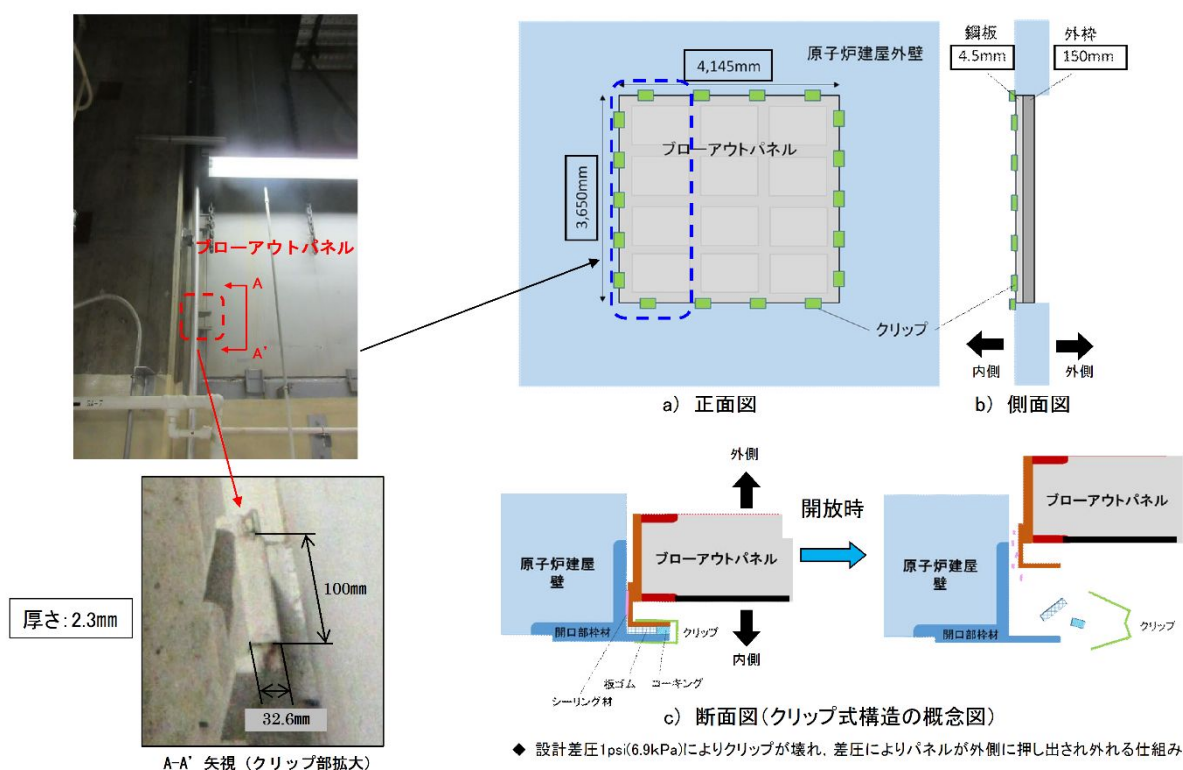 ブローアウトパネル
A
A'
厚さ:2.3mm
100mm
32.6mm
A-A' 矢視 (クリップ部拡大)
原子炉建屋外壁
4,145mm
3,650mm
ブローアウトパネル
クリップ
a) 正面図
鋼板
4.5mm
外枠
150mm
内側
外側
b) 側面図
外側
原子炉建屋
壁
ブローアウトパネル
開口部枠材
クリップ
内側
板ゴム
コーキング
シーリング材
開放時
ブローアウトパネル
原子炉建屋
壁
開口部枠材
クリップ
c) 断面図(クリップ式構造の概念図)
◆ 設計差圧1psi(6.9kPa)によりクリップが壊れ、差圧によりパネルが外側に押し出され外れる仕組み